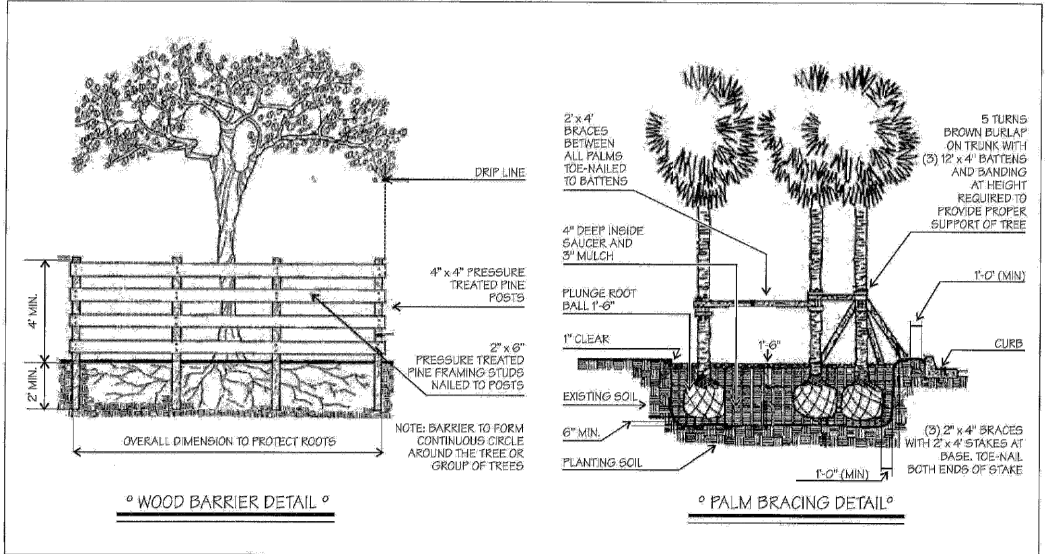 DRIP LINE
4" x 4" PRESSURE
TREATED PINE
POSTS
4' MIN.
2" x 6"
PRESSURE TREATED
PINE FRAMING STUDS
NAILED TO POSTS
2' MIN.
OVERALL DIMENSION TO PROTECT ROOTS
NOTE: BARRIER TO FORM
CONTINUOUS CIRCLE
AROUND THE TREE OR
GROUP OF TREES
° WOOD BARRIER DETAIL °
2' x 4'
BRACES
BETWEEN
ALL PALMS
TOE-NAILED
TO BATTENS
4" DEEP INSIDE
SAUCER AND
3" MULCH
PLUNGE ROOT
BALL 1'-6"
1" CLEAR
EXISTING SOIL
6" MIN.
PLANTING SOIL
1'-6"
5 TURNS
BROWN BURLAP
ON TRUNK WITH
(3) 12' x 4" BATTENS
AND BANDING
AT HEIGHT
REQUIRED TO
PROVIDE PROPER
SUPPORT OF TREE
1'-0" (MIN)
CURB
(3) 2" x 4" BRACES
WITH 2' x 4' STAKES AT
BASE. TOE-NAIL
BOTH ENDS OF STAKE
1'-0" (MIN)
° PALM BRACING DETAIL°